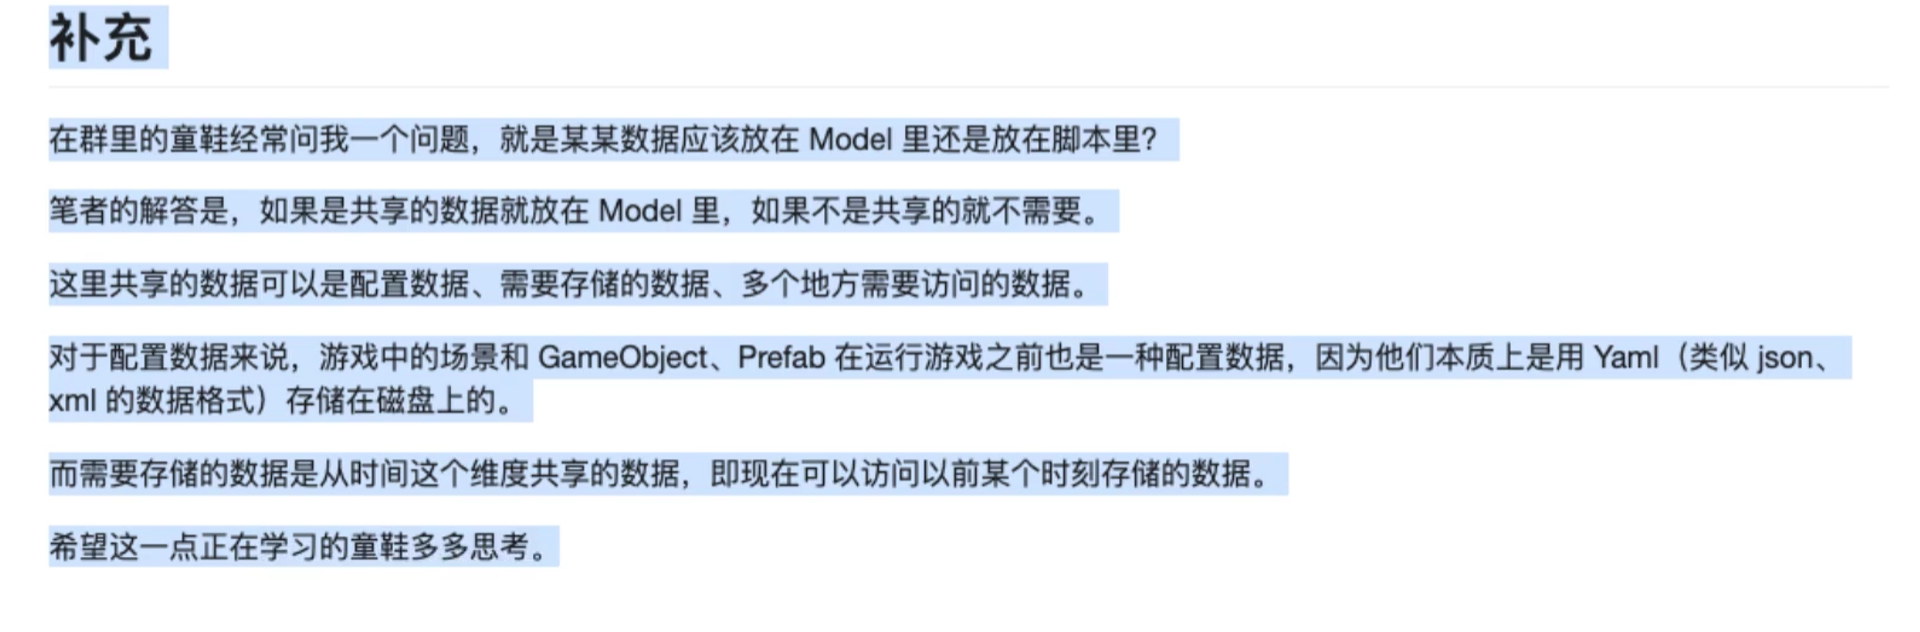 补充
在群里的童鞋经常问我一个问题，就是某某数据应该放在 Model 里还是放在脚本里？
笔者的解答是，如果是共享的数据就放在 Model 里，如果不是共享的就不需要。
这里共享的数据可以是配置数据、需要存储的数据、多个地方需要访问的数据。
对于配置数据来说，游戏中的场景和 GameObject、Prefab 在运行游戏之前也是一种配置数据，因为他们本质上是用 Yaml（类似 json、
xml 的数据格式）存储在磁盘上的。
而需要存储的数据是从时间这个维度共享的数据，即现在可以访问以前某个时刻存储的数据。
希望这一点正在学习的童鞋多多思考。